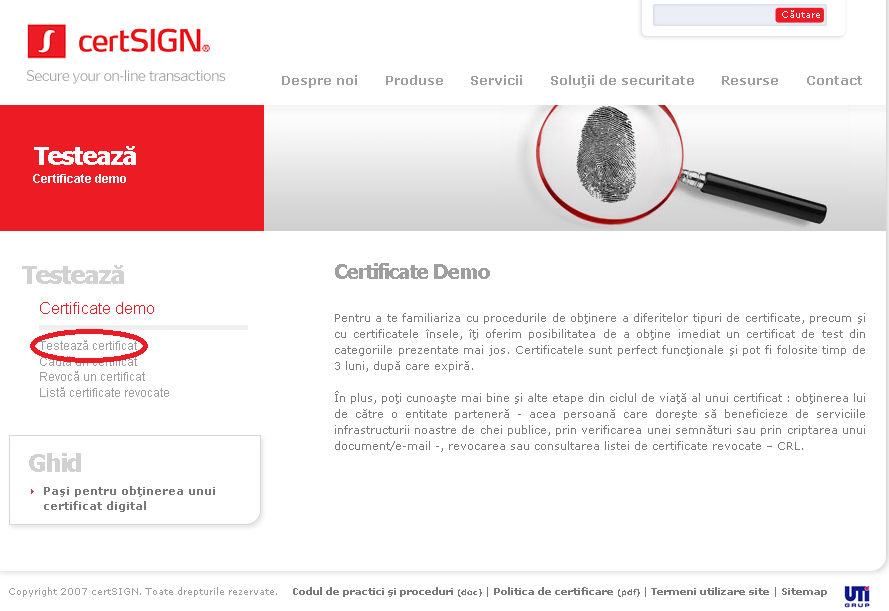 Căutare
certSIGN®
Secure your on-line transactions
Despre noi Produse Servicii Soluţii de securitate Resurse Contact
Testează
Certificate demo
Testează
Certificate demo
Testează certificat
Caută un certificat
Revocă un certificat
Listă certificate revocate
Ghid
Paşi pentru obţinerea unui
certificat digital
Certificate Demo
Pentru a te familiariza cu procedurile de obţinere a diferitelor tipuri de certificate, precum şi
cu certificatele însele, îţi oferim posibilitatea de a obţine imediat un certificat de test din
categoriile prezentate mai jos. Certificatele sunt perfect funcţionale şi pot fi folosite timp de
3 luni, după care expiră.
În plus, poţi cunoaşte mai bine şi alte etape din ciclul de viaţă al unui certificat : obţinerea lui
de către o entitate parteneră - acea persoană care doreşte să beneficieze de serviciile
infrastructurii noastre de chei publice, prin verificarea unei semnături sau prin criptarea unui
document/e-mail -, revocarea sau consultarea listei de certificate revocate – CRL.
Copyright 2007 certSIGN. Toate drepturile rezervate. Codul de practici şi proceduri (doc) | Politica de certificare (pdf) | Termeni utilizare site | Sitemap
UTI
GRUP